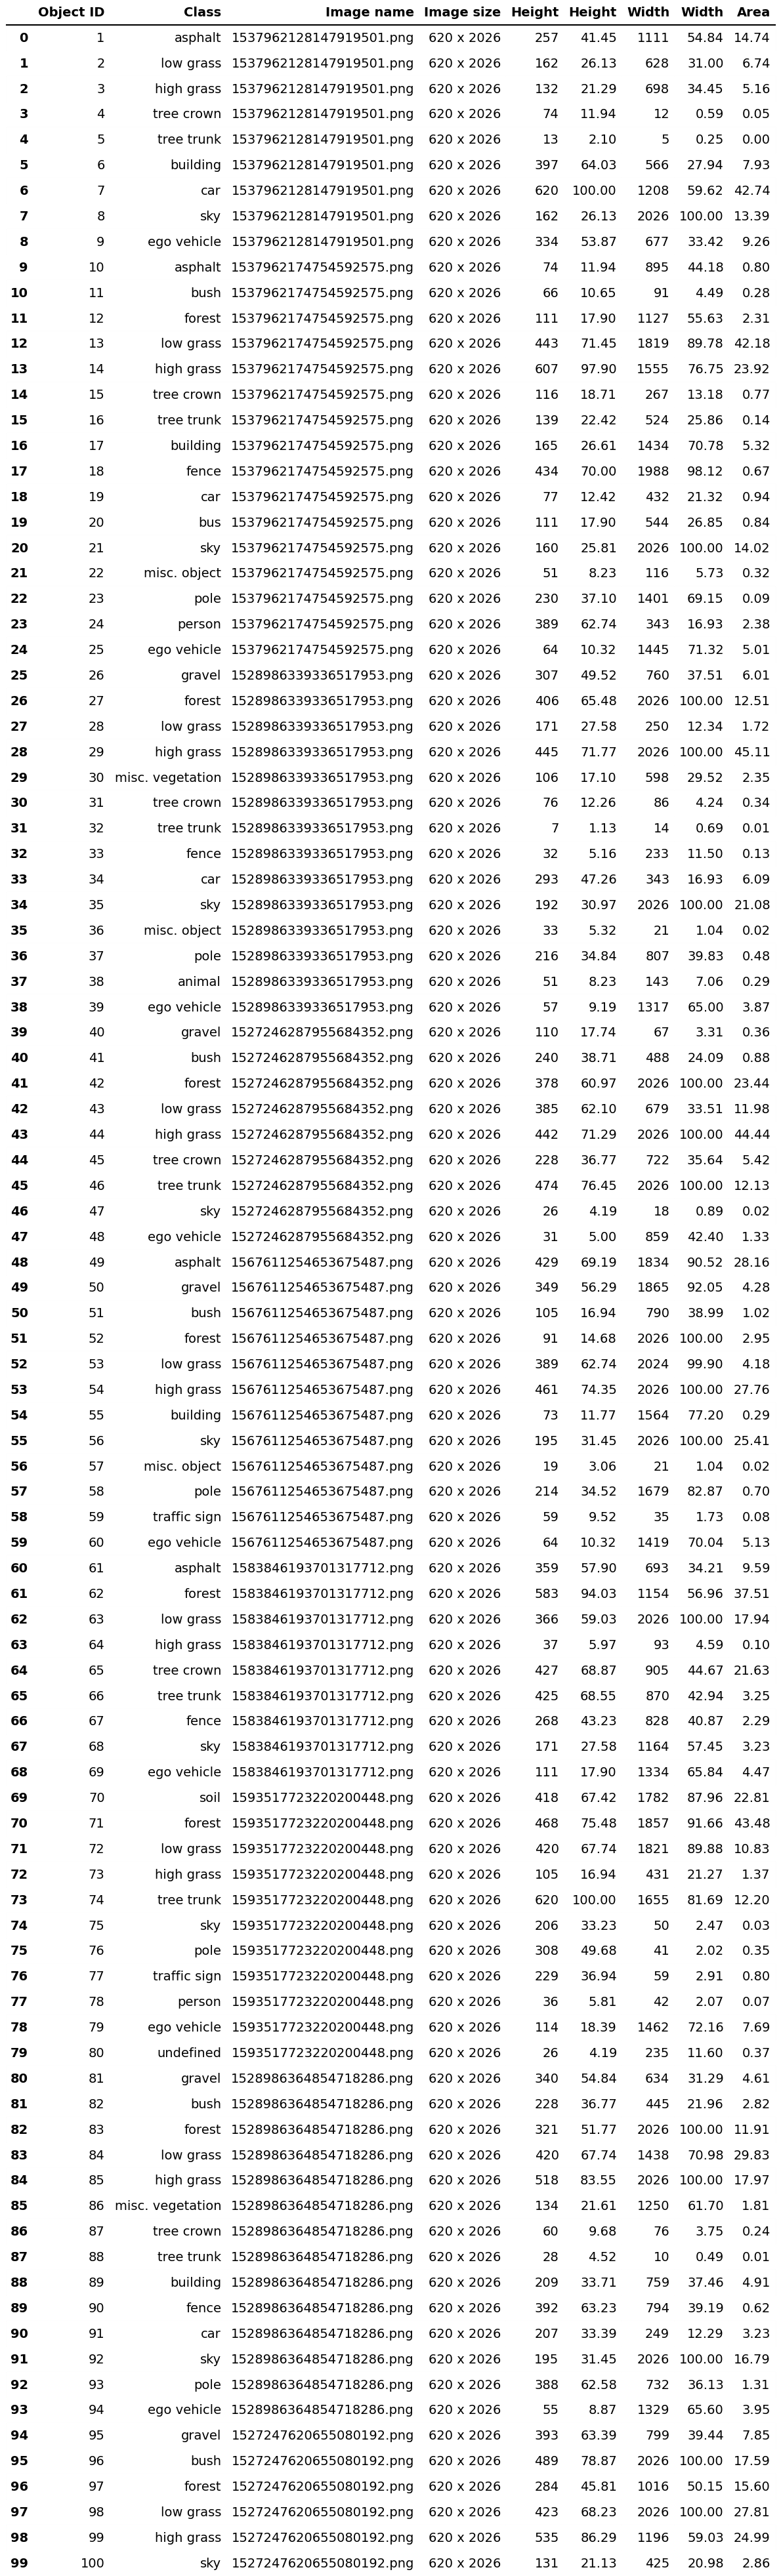 Object ID Class Image name Image size Height Height Width Width Area
0 1 asphalt 1537962128147919501.png 620 x 2026 257 41.45 1111 54.84 14.74
1 2 low grass 1537962128147919501.png 620 x 2026 162 26.13 628 31.00 6.74
2 3 high grass 1537962128147919501.png 620 x 2026 132 21.29 698 34.45 5.16
3 4 tree crown 1537962128147919501.png 620 x 2026 74 11.94 12 0.59 0.05
4 5 tree trunk 1537962128147919501.png 620 x 2026 13 2.10 5 0.25 0.00
5 6 building 1537962128147919501.png 620 x 2026 397 64.03 566 27.94 7.93
6 7 car 1537962128147919501.png 620 x 2026 620 100.00 1208 59.62 42.74
7 8 sky 1537962128147919501.png 620 x 2026 162 26.13 2026 100.00 13.39
8 9 ego vehicle 1537962128147919501.png 620 x 2026 334 53.87 677 33.42 9.26
9 10 asphalt 1537962174754592575.png 620 x 2026 74 11.94 895 44.18 0.80
10 11 bush 1537962174754592575.png 620 x 2026 66 10.65 91 4.49 0.28
11 12 forest 1537962174754592575.png 620 x 2026 111 17.90 1127 55.63 2.31
12 13 low grass 1537962174754592575.png 620 x 2026 443 71.45 1819 89.78 42.18
13 14 high grass 1537962174754592575.png 620 x 2026 607 97.90 1555 76.75 23.92
14 15 tree crown 1537962174754592575.png 620 x 2026 116 18.71 267 13.18 0.77
15 16 tree trunk 1537962174754592575.png 620 x 2026 139 22.42 524 25.86 0.14
16 17 building 1537962174754592575.png 620 x 2026 165 26.61 1434 70.78 5.32
17 18 fence 1537962174754592575.png 620 x 2026 434 70.00 1988 98.12 0.67
18 19 car 1537962174754592575.png 620 x 2026 77 12.42 432 21.32 0.94
19 20 bus 1537962174754592575.png 620 x 2026 111 17.90 544 26.85 0.84
20 21 sky 1537962174754592575.png 620 x 2026 160 25.81 2026 100.00 14.02
21 22 misc. object 1537962174754592575.png 620 x 2026 51 8.23 116 5.73 0.32
22 23 pole 1537962174754592575.png 620 x 2026 230 37.10 1401 69.15 0.09
23 24 person 1537962174754592575.png 620 x 2026 389 62.74 343 16.93 2.38
24 25 ego vehicle 1537962174754592575.png 620 x 2026 64 10.32 1445 71.32 5.01
25 26 gravel 1528986339336517953.png 620 x 2026 307 49.52 760 37.51 6.01
26 27 forest 1528986339336517953.png 620 x 2026 406 65.48 2026 100.00 12.51
27 28 low grass 1528986339336517953.png 620 x 2026 171 27.58 250 12.34 1.72
28 29 high grass 1528986339336517953.png 620 x 2026 445 71.77 2026 100.00 45.11
29 30 misc. vegetation 1528986339336517953.png 620 x 2026 106 17.10 598 29.52 2.35
30 31 tree crown 1528986339336517953.png 620 x 2026 76 12.26 86 4.24 0.34
31 32 tree trunk 1528986339336517953.png 620 x 2026 7 1.13 14 0.69 0.01
32 33 fence 1528986339336517953.png 620 x 2026 32 5.16 233 11.50 0.13
33 34 car 1528986339336517953.png 620 x 2026 293 47.26 343 16.93 6.09
34 35 sky 1528986339336517953.png 620 x 2026 192 30.97 2026 100.00 21.08
35 36 misc. object 1528986339336517953.png 620 x 2026 33 5.32 21 1.04 0.02
36 37 pole 1528986339336517953.png 620 x 2026 216 34.84 807 39.83 0.48
37 38 animal 1528986339336517953.png 620 x 2026 51 8.23 143 7.06 0.29
38 39 ego vehicle 1528986339336517953.png 620 x 2026 57 9.19 1317 65.00 3.87
39 40 gravel 1527246287955684352.png 620 x 2026 110 17.74 67 3.31 0.36
40 41 bush 1527246287955684352.png 620 x 2026 240 38.71 488 24.09 0.88
41 42 forest 1527246287955684352.png 620 x 2026 378 60.97 2026 100.00 23.44
42 43 low grass 1527246287955684352.png 620 x 2026 385 62.10 679 33.51 11.98
43 44 high grass 1527246287955684352.png 620 x 2026 442 71.29 2026 100.00 44.44
44 45 tree crown 1527246287955684352.png 620 x 2026 228 36.77 722 35.64 5.42
45 46 tree trunk 1527246287955684352.png 620 x 2026 474 76.45 2026 100.00 12.13
46 47 sky 1527246287955684352.png 620 x 2026 26 4.19 18 0.89 0.02
47 48 ego vehicle 1527246287955684352.png 620 x 2026 31 5.00 859 42.40 1.33
48 49 asphalt 1567611254653675487.png 620 x 2026 429 69.19 1834 90.52 28.16
49 50 gravel 1567611254653675487.png 620 x 2026 349 56.29 1865 92.05 4.28
50 51 bush 1567611254653675487.png 620 x 2026 105 16.94 790 38.99 1.02
51 52 forest 1567611254653675487.png 620 x 2026 91 14.68 2026 100.00 2.95
52 53 low grass 1567611254653675487.png 620 x 2026 389 62.74 2024 99.90 4.18
53 54 high grass 1567611254653675487.png 620 x 2026 461 74.35 2026 100.00 27.76
54 55 building 1567611254653675487.png 620 x 2026 73 11.77 1564 77.20 0.29
55 56 sky 1567611254653675487.png 620 x 2026 195 31.45 2026 100.00 25.41
56 57 misc. object 1567611254653675487.png 620 x 2026 19 3.06 21 1.04 0.02
57 58 pole 1567611254653675487.png 620 x 2026 214 34.52 1679 82.87 0.70
58 59 traffic sign 1567611254653675487.png 620 x 2026 59 9.52 35 1.73 0.08
59 60 ego vehicle 1567611254653675487.png 620 x 2026 64 10.32 1419 70.04 5.13
60 61 asphalt 1583846193701317712.png 620 x 2026 359 57.90 693 34.21 9.59
61 62 forest 1583846193701317712.png 620 x 2026 583 94.03 1154 56.96 37.51
62 63 low grass 1583846193701317712.png 620 x 2026 366 59.03 2026 100.00 17.94
63 64 high grass 1583846193701317712.png 620 x 2026 37 5.97 93 4.59 0.10
64 65 tree crown 1583846193701317712.png 620 x 2026 427 68.87 905 44.67 21.63
65 66 tree trunk 1583846193701317712.png 620 x 2026 425 68.55 870 42.94 3.25
66 67 fence 1583846193701317712.png 620 x 2026 268 43.23 828 40.87 2.29
67 68 sky 1583846193701317712.png 620 x 2026 171 27.58 1164 57.45 3.23
68 69 ego vehicle 1583846193701317712.png 620 x 2026 111 17.90 1334 65.84 4.47
69 70 soil 1593517723220200448.png 620 x 2026 418 67.42 1782 87.96 22.81
70 71 forest 1593517723220200448.png 620 x 2026 468 75.48 1857 91.66 43.48
71 72 low grass 1593517723220200448.png 620 x 2026 420 67.74 1821 89.88 10.83
72 73 high grass 1593517723220200448.png 620 x 2026 105 16.94 431 21.27 1.37
73 74 tree trunk 1593517723220200448.png 620 x 2026 620 100.00 1655 81.69 12.20
74 75 sky 1593517723220200448.png 620 x 2026 206 33.23 50 2.47 0.03
75 76 pole 1593517723220200448.png 620 x 2026 308 49.68 41 2.02 0.35
76 77 traffic sign 1593517723220200448.png 620 x 2026 229 36.94 59 2.91 0.80
77 78 person 1593517723220200448.png 620 x 2026 36 5.81 42 2.07 0.07
78 79 ego vehicle 1593517723220200448.png 620 x 2026 114 18.39 1462 72.16 7.69
79 80 undefined 1593517723220200448.png 620 x 2026 26 4.19 235 11.60 0.37
80 81 gravel 1528986364854718286.png 620 x 2026 340 54.84 634 31.29 4.61
81 82 bush 1528986364854718286.png 620 x 2026 228 36.77 445 21.96 2.82
82 83 forest 1528986364854718286.png 620 x 2026 321 51.77 2026 100.00 11.91
83 84 low grass 1528986364854718286.png 620 x 2026 420 67.74 1438 70.98 29.83
84 85 high grass 1528986364854718286.png 620 x 2026 518 83.55 2026 100.00 17.97
85 86 misc. vegetation 1528986364854718286.png 620 x 2026 134 21.61 1250 61.70 1.81
86 87 tree crown 1528986364854718286.png 620 x 2026 60 9.68 76 3.75 0.24
87 88 tree trunk 1528986364854718286.png 620 x 2026 28 4.52 10 0.49 0.01
88 89 building 1528986364854718286.png 620 x 2026 209 33.71 759 37.46 4.91
89 90 fence 1528986364854718286.png 620 x 2026 392 63.23 794 39.19 0.62
90 91 car 1528986364854718286.png 620 x 2026 207 33.39 249 12.29 3.23
91 92 sky 1528986364854718286.png 620 x 2026 195 31.45 2026 100.00 16.79
92 93 pole 1528986364854718286.png 620 x 2026 388 62.58 732 36.13 1.31
93 94 ego vehicle 1528986364854718286.png 620 x 2026 55 8.87 1329 65.60 3.95
94 95 gravel 1527247620655080192.png 620 x 2026 393 63.39 799 39.44 7.85
95 96 bush 1527247620655080192.png 620 x 2026 489 78.87 2026 100.00 17.59
96 97 forest 1527247620655080192.png 620 x 2026 284 45.81 1016 50.15 15.60
97 98 low grass 1527247620655080192.png 620 x 2026 423 68.23 2026 100.00 27.81
98 99 high grass 1527247620655080192.png 620 x 2026 535 86.29 1196 59.03 24.99
99 100 sky 1527247620655080192.png 620 x 2026 131 21.13 425 20.98 2.86